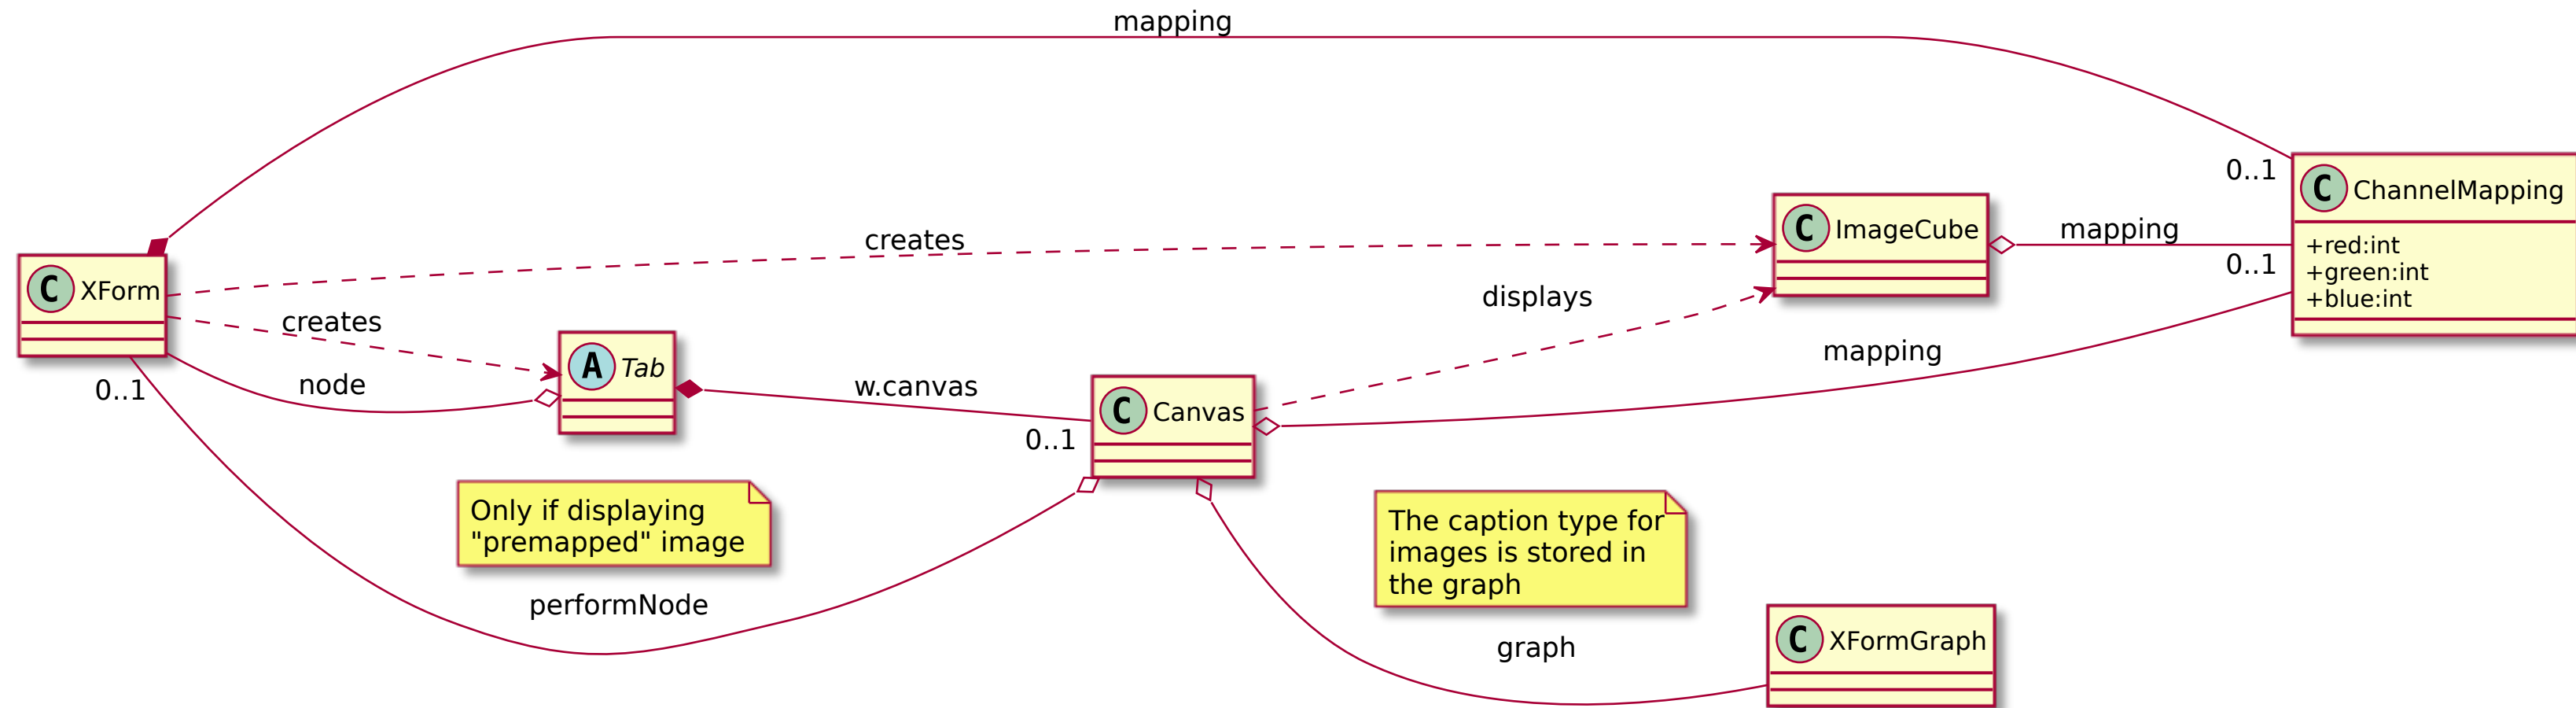 mapping
0..1
C ChannelMapping
C ImageCube
mapping
creates
+red:int
0..1
+green:int
+blue:int
C XForm
displays
creates
mapping
A Tab
node
0..1
w.canvas
C Canvas
0..1
Only if displaying
"premapped" image
The caption type for
images is stored in
the graph
performNode
graph
C XFormGraph